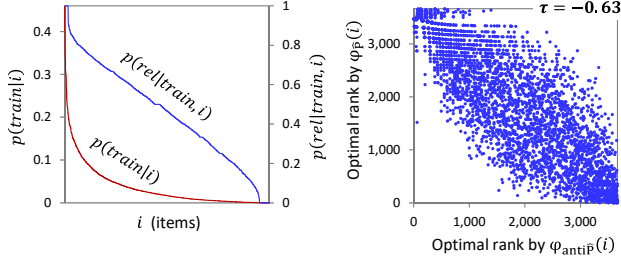 0.4
0.3
0.2
0.1
0
p(train|i)
1
0.8
0.6
0.4
0.2
0
p(rel|train, i)
p(rel|train, i)
p(train|i)
i (items)
τ = −0.63
3,000
2,000
1,000
0
Optimal rank by φ_P̂(i)
0 1,000 2,000 3,000
Optimal rank by φ_antiP̂(i)